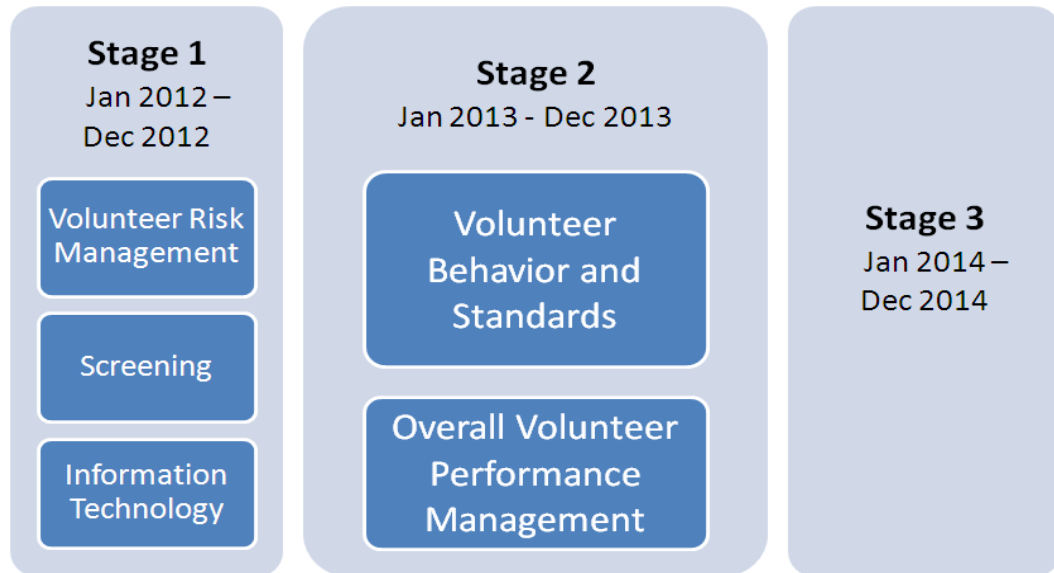 Stage 1
Jan 2012 –
Dec 2012
Volunteer Risk
Management
Screening
Information
Technology
Stage 2
Jan 2013 - Dec 2013
Volunteer
Behavior and
Standards
Overall Volunteer
Performance
Management
Stage 3
Jan 2014 –
Dec 2014